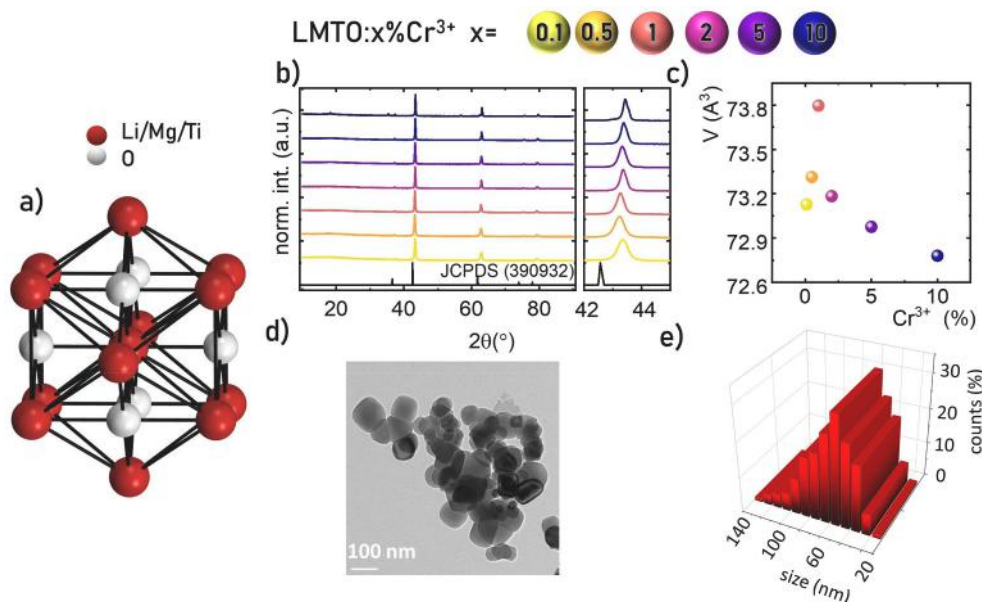 LMTO:x%Cr³⁺ x= 0.1 0.5 1 2 5 10
a)
Li/Mg/Ti
O
b)
norm. int. (a.u.)
JCPDS (390932)
20 40 60 80
42 44
2θ(°)
c)
V (A³)
73.8
73.5
73.2
72.9
72.6
0 5 10
Cr³⁺ (%)
d)
100 nm
e)
30
20
10
0
counts (%)
140 100 60 20
size (nm)